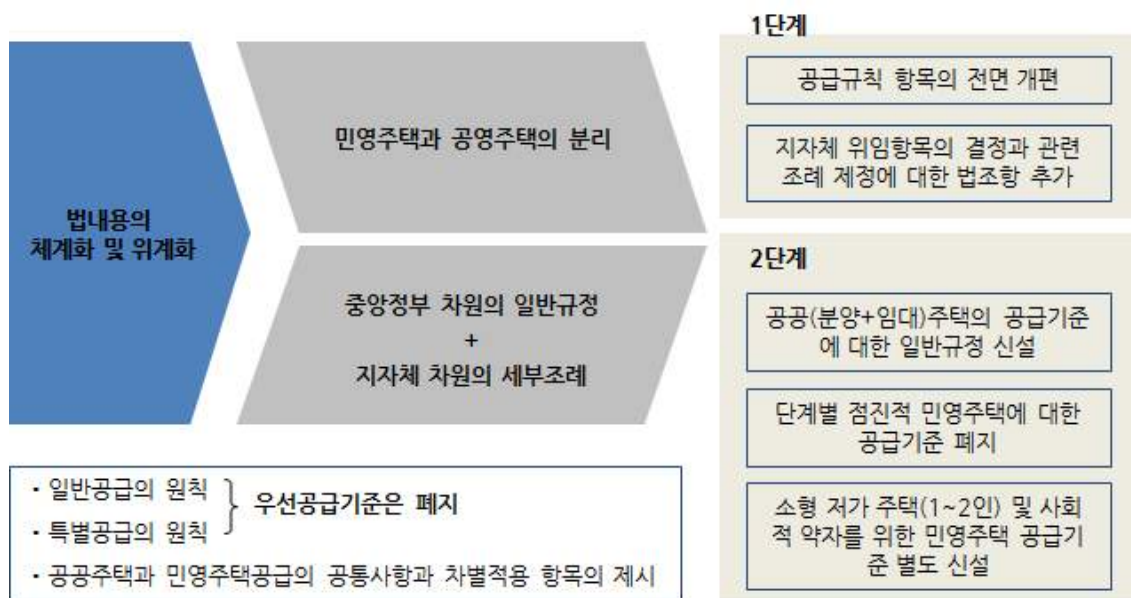 법내용의
체계화 및 위계화
민영주택과 공영주택의 분리
중앙정부 차원의 일반규정
+
지자체 차원의 세부조례
· 일반공급의 원칙
· 특별공급의 원칙
우선공급기준은 폐지
· 공공주택과 민영주택공급의 공통사항과 차별적용 항목의 제시
1단계
공급규칙 항목의 전면 개편
지자체 위임항목의 결정과 관련
조례 제정에 대한 법조항 추가
2단계
공공(분양+임대)주택의 공급기준
에 대한 일반규정 신설
단계별 점진적 민영주택에 대한
공급기준 폐지
소형 저가 주택(1~2인) 및 사회
적 약자를 위한 민영주택 공급기
준 별도 신설